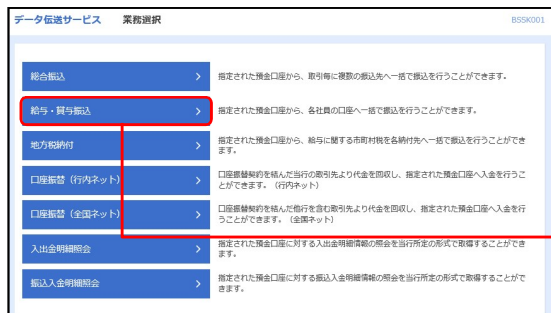 データ伝送サービス 業務選択 BSSK001
総合振込 > 指定された預金口座から、取引毎に複数の振込先へ一括で振込を行うことができます。
給与・賞与振込 > 指定された預金口座から、各社員の口座へ一括で振込を行うことができます。
地方税納付 > 指定された預金口座から、給与に関する市町村税を各納付先へ一括で振込を行うことができ
ます。
口座振替（行内ネット） > 口座振替契約を結んだ当行の取引先より代金を回収し、指定された預金口座へ入金を行うこ
とができます。（行内ネット）
口座振替（全国ネット） > 口座振替契約を結んだ他行を含む取引先より代金を回収し、指定された預金口座へ入金を行
うことができます。（全国ネット）
入出金明細照会 > 指定された預金口座に対する入出金明細情報の照会を当行所定の形式で取得することができ
ます。
振込入金明細照会 > 指定された預金口座に対する振込入金明細情報の照会を当行所定の形式で取得することがで
きます。